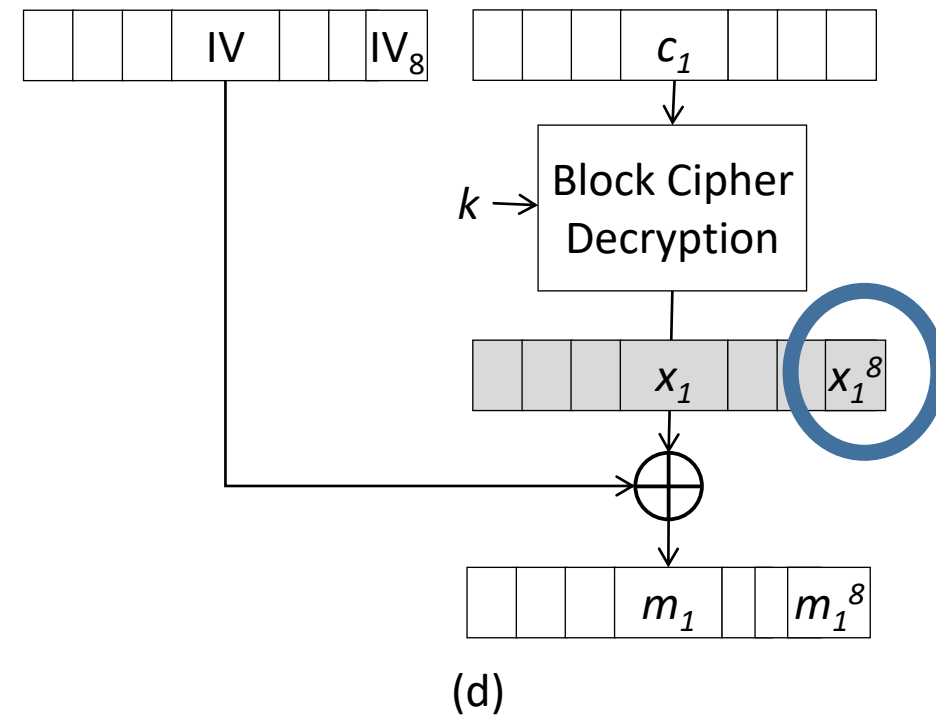 IV IV₈
c₁
Block Cipher
k
Decryption
x₁ x₁⁸
m₁ m₁⁸
(d)